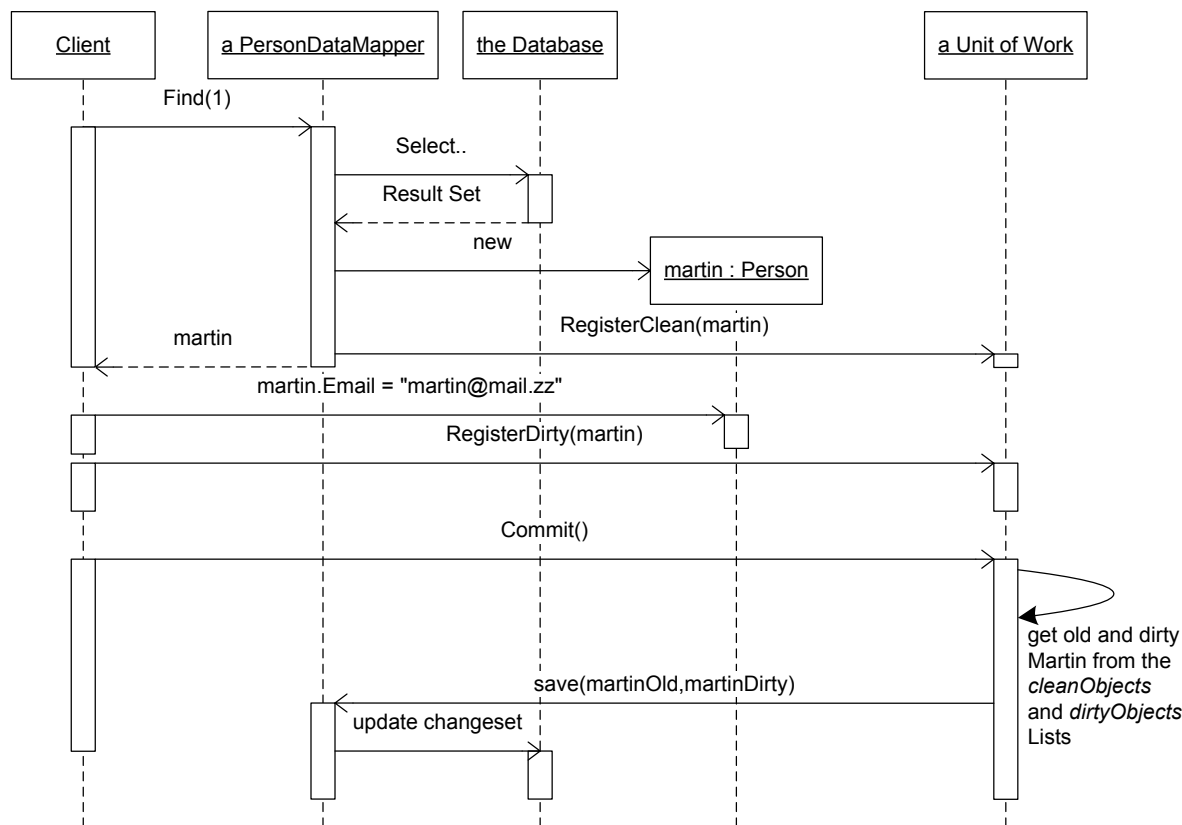 Client
a PersonDataMapper
the Database
a Unit of Work
Find(1)
Select..
Result Set
new
martin : Person
RegisterClean(martin)
martin
martin.Email = "martin@mail.zz"
RegisterDirty(martin)
Commit()
get old and dirty
Martin from the
cleanObjects
and dirtyObjects
Lists
save(martinOld,martinDirty)
update changeset